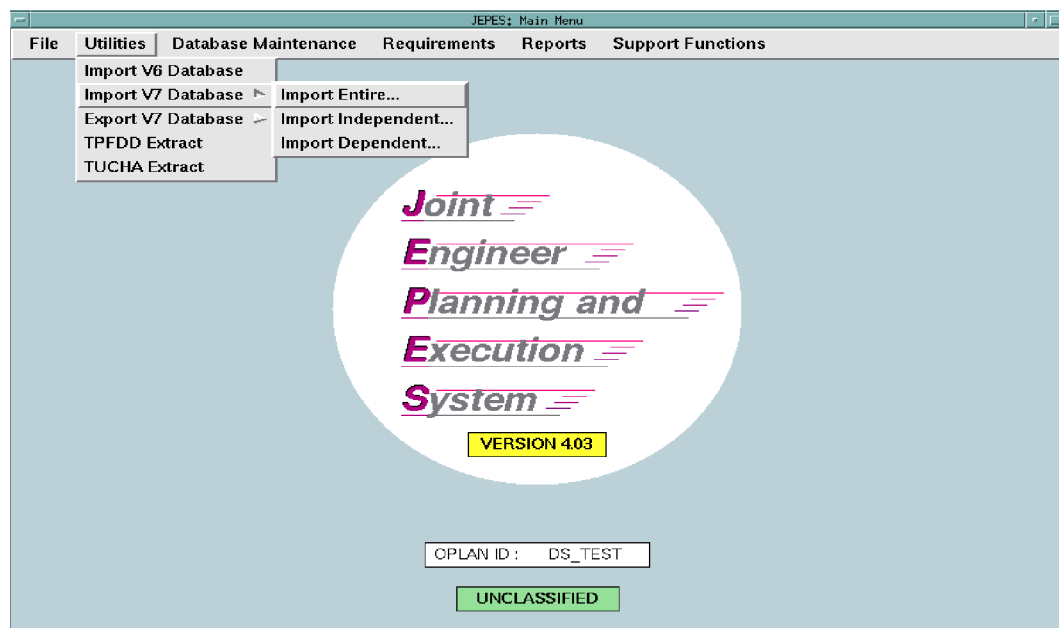 JEPES: Main Menu
File Utilities Database Maintenance Requirements Reports Support Functions
Import V6 Database
Import V7 Database Import Entire...
Export V7 Database Import Independent...
TPFDD Extract Import Dependent...
TUCHA Extract
Joint
Engineer
Planning and
Execution
System
VERSION 4.03
OPLAN ID : DS_TEST
UNCLASSIFIED